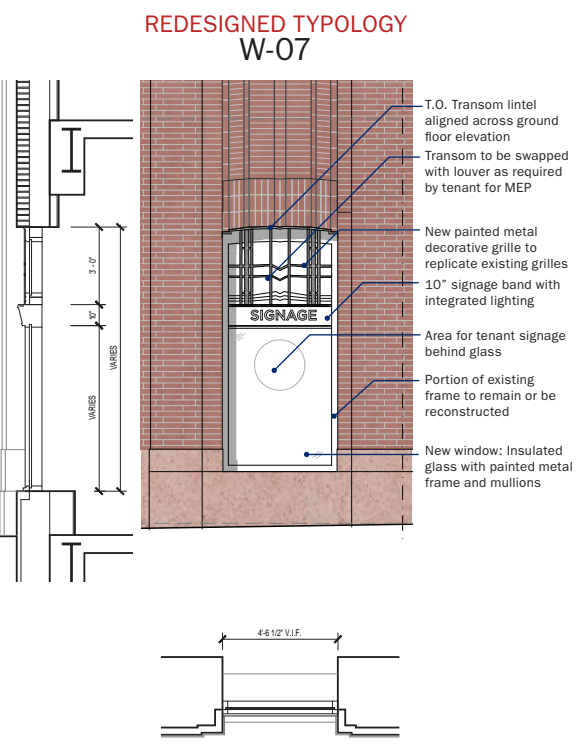 REDESIGNED TYPOLOGY
W-07
T.O. Transom lintel
aligned across ground
floor elevation
Transom to be swapped
with louver as required
by tenant for MEP
New painted metal
decorative grille to
replicate existing grilles
10” signage band with
integrated lighting
SIGNAGE
Area for tenant signage
behind glass
Portion of existing
frame to remain or be
reconstructed
New window: Insulated
glass with painted metal
frame and mullions
3'-0"
10"
VARIES
VARIES
4'-6 1/2" V.I.F.